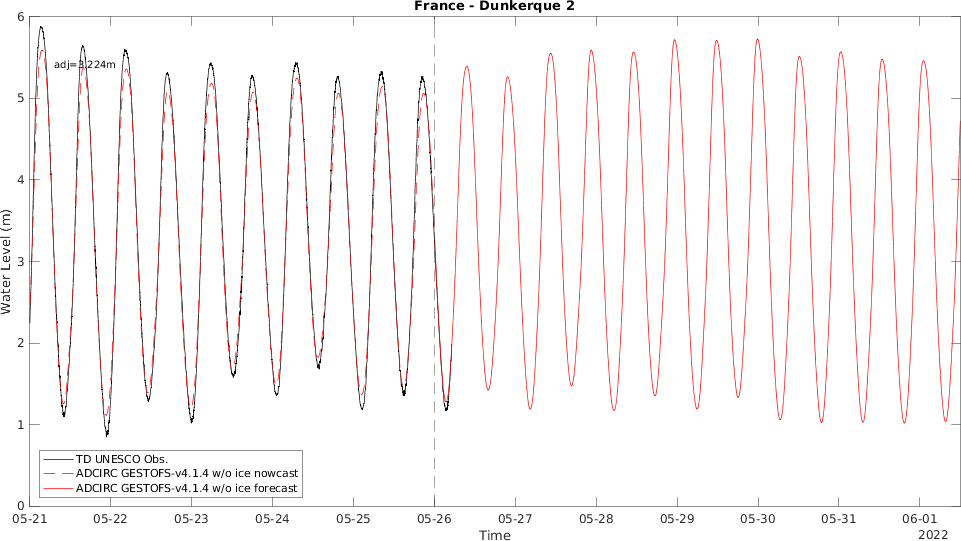 France - Dunkerque 2
6
adj=3.224m
5
4
3
2
1
0
Water Level (m)
TD UNESCO Obs.
ADCIRC GESTOFS-v4.1.4 w/o ice nowcast
ADCIRC GESTOFS-v4.1.4 w/o ice forecast
05-21 05-22 05-23 05-24 05-25 05-26 05-27 05-28 05-29 05-30 05-31 06-01
Time
2022